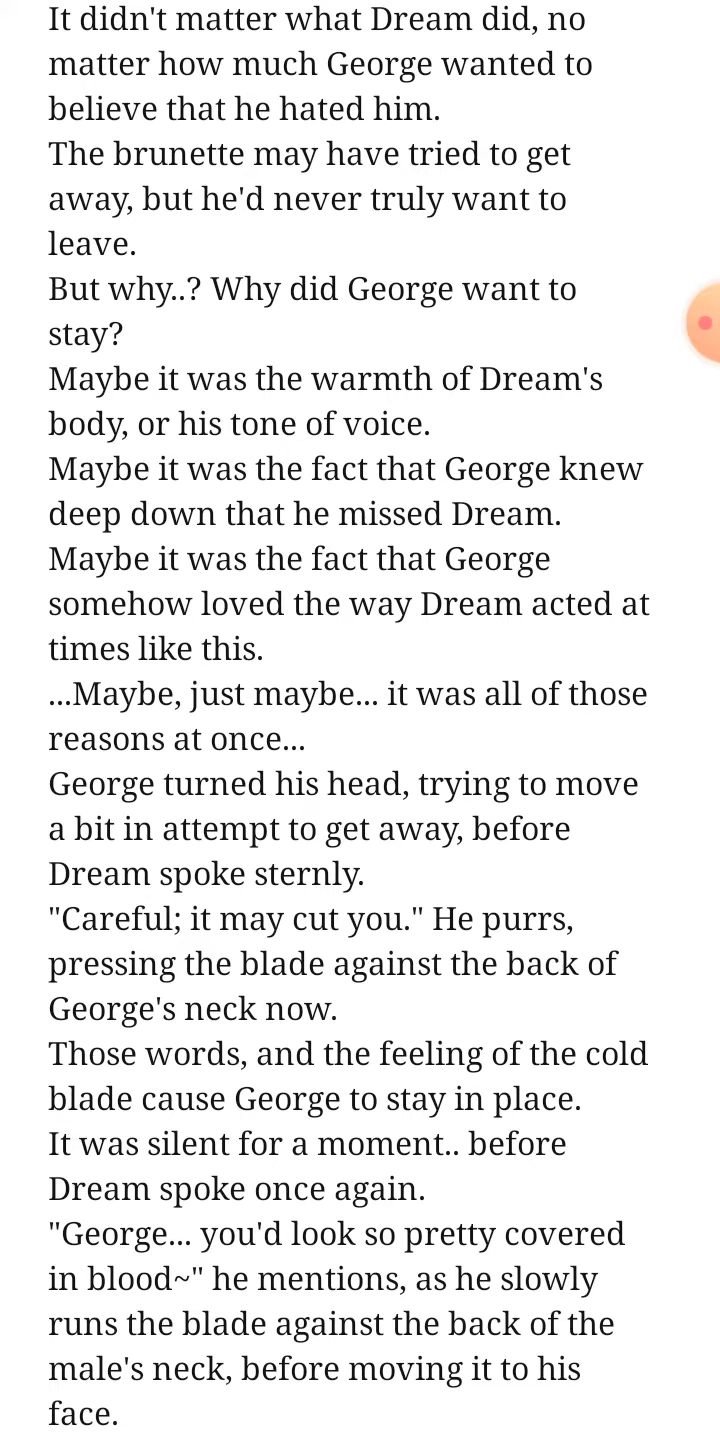 It didn't matter what Dream did, no
matter how much George wanted to
believe that he hated him.
The brunette may have tried to get
away, but he'd never truly want to
leave.
But why..? Why did George want to
stay?
Maybe it was the warmth of Dream's
body, or his tone of voice.
Maybe it was the fact that George knew
deep down that he missed Dream.
Maybe it was the fact that George
somehow loved the way Dream acted at
times like this.
...Maybe, just maybe... it was all of those
reasons at once...
George turned his head, trying to move
a bit in attempt to get away, before
Dream spoke sternly.
"Careful; it may cut you." He purrs,
pressing the blade against the back of
George's neck now.
Those words, and the feeling of the cold
blade cause George to stay in place.
It was silent for a moment.. before
Dream spoke once again.
"George... you'd look so pretty covered
in blood~" he mentions, as he slowly
runs the blade against the back of the
male's neck, before moving it to his
face.